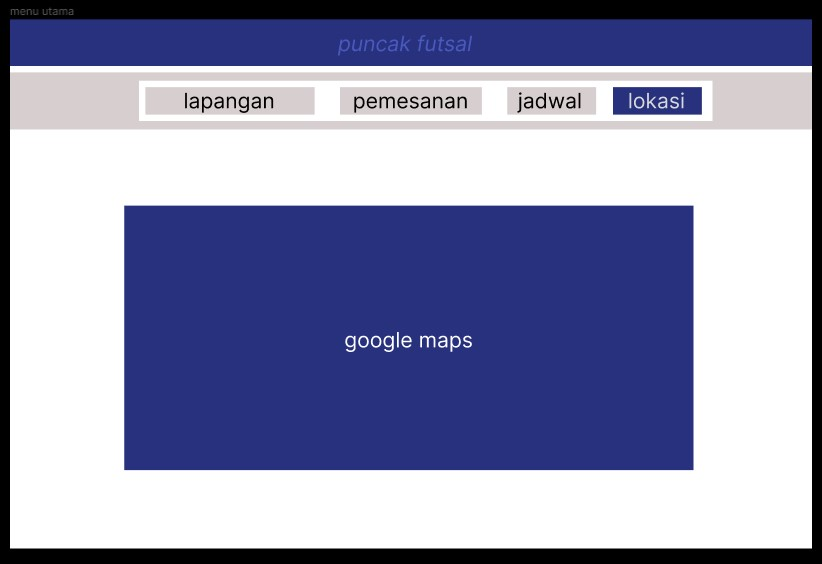 menu utama
puncak futsal
lapangan pemesanan jadwal lokasi
google maps